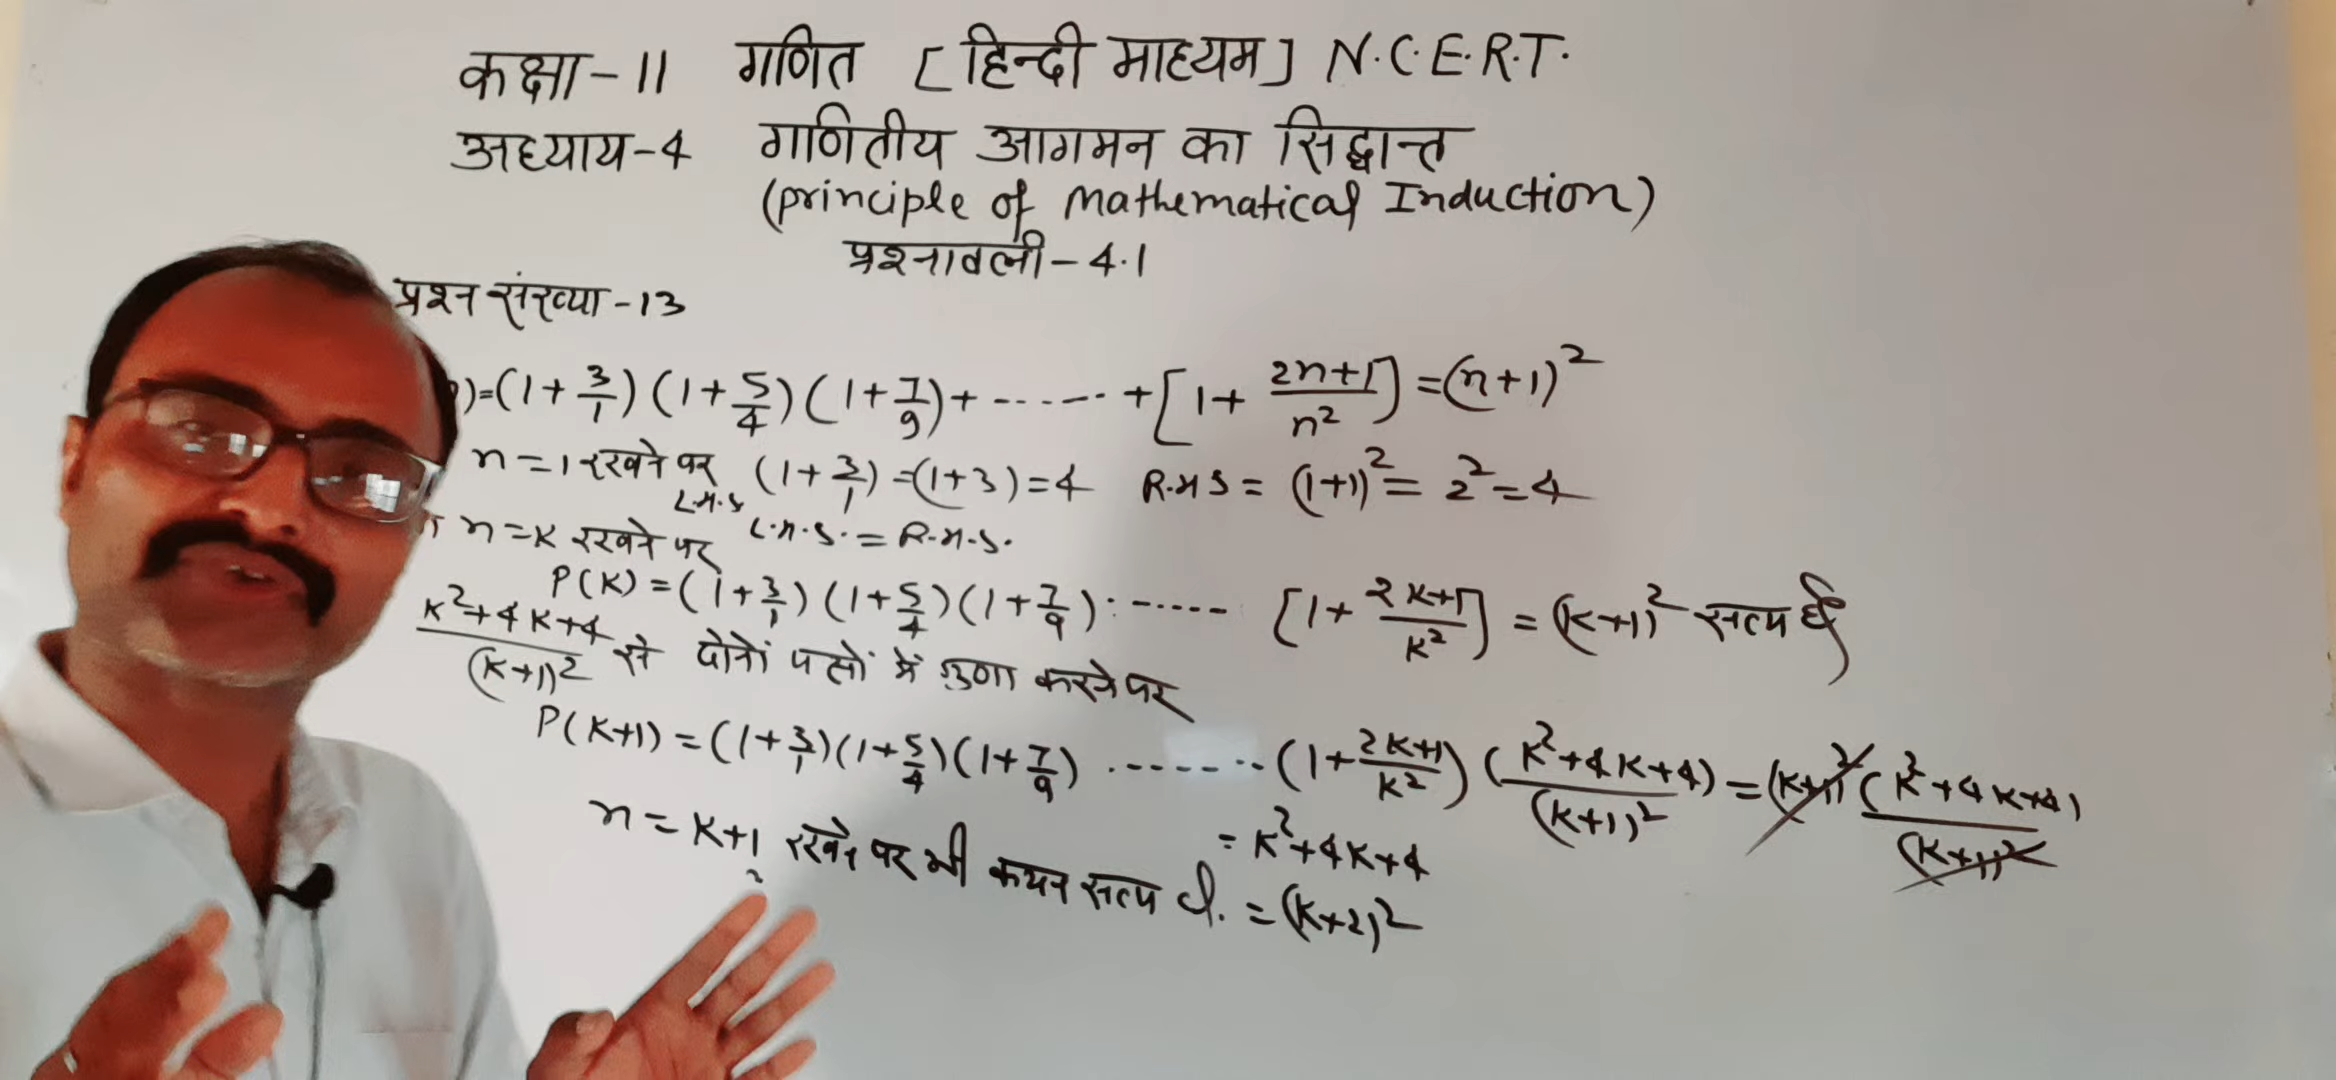 कक्षा-11 गणित [हिन्दी माध्यम] N.C.E.R.T.
अध्याय-4 गणितीय आगमन का सिद्धान्त
(principle of Mathematical Induction)
प्रश्नावली-4.1
प्रश्न संख्या-13
)=(1+3/1)(1+5/4)(1+7/9)+------+[1+(2n+1)/n²]=(n+1)²
n=1 रखने पर (1+3/1)=(1+3)=4 R.H.S=(1+1)²=2²=4
L.H.S L.H.S.=R.H.S.
n=K रखने पर
P(K)=(1+3/1)(1+5/4)(1+7/9)------[1+(2K+1)/K²]=(K+1)² सत्य है
(K²+4K+4)/(K+1)² से दोनों पक्षों में गुणा करने पर
P(K+1)=(1+3/1)(1+5/4)(1+7/9)-------(1+(2K+1)/K²)(K²+4K+4)/(K+1)²=(K+1)²(K²+4K+4)/(K+1)²
n=K+1 रखने पर भी कथन सत्य है. =K²+4K+4
=(K+2)²